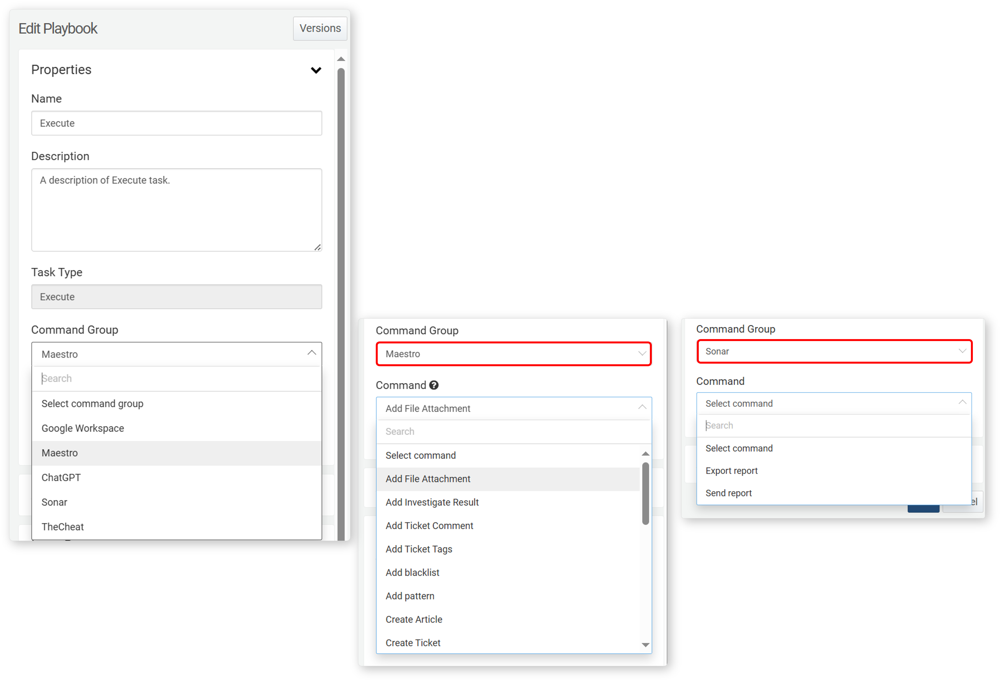 Edit Playbook
Versions
Properties
Name
Execute
Description
A description of Execute task.
Task Type
Execute
Command Group
Maestro
Search
Select command group
Google Workspace
Maestro
ChatGPT
Sonar
TheCheat
Command Group
Maestro
Command ?
Add File Attachment
Search
Select command
Add File Attachment
Add Investigate Result
Add Ticket Comment
Add Ticket Tags
Add blacklist
Add pattern
Create Article
Create Ticket
Command Group
Sonar
Command
Select command
Search
Select command
Export report
Send report
el